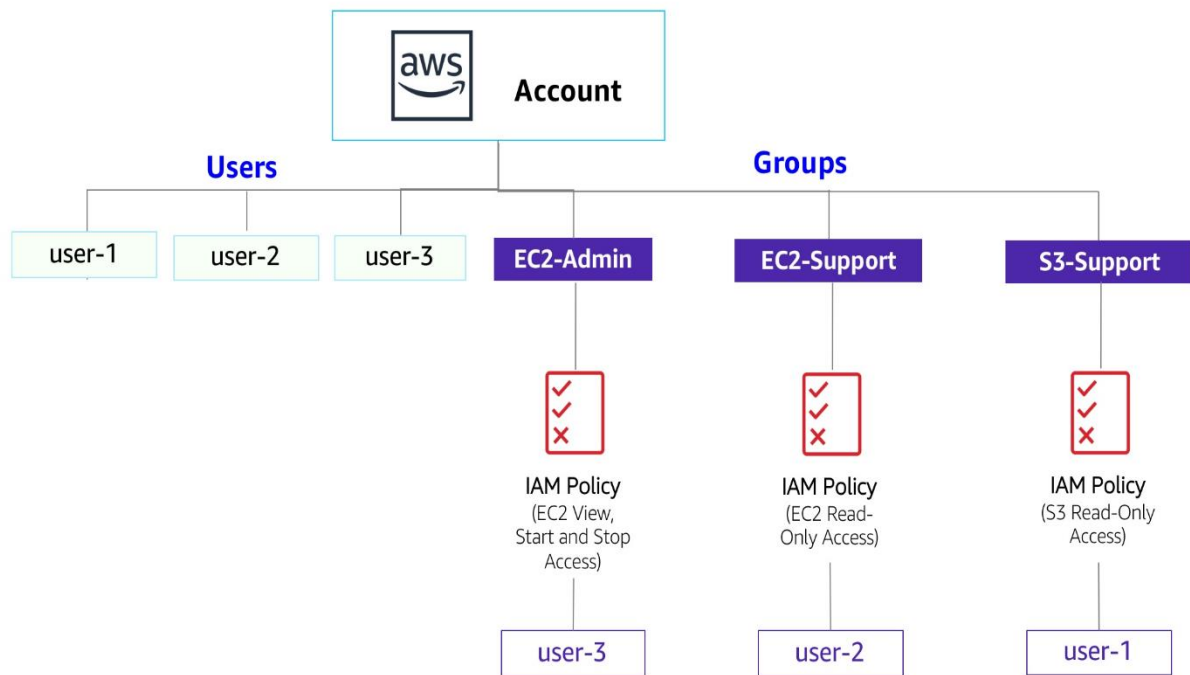 aws
Account
Users
Groups
user-1
user-2
user-3
EC2-Admin
EC2-Support
S3-Support
IAM Policy
(EC2 View,
Start and Stop
Access)
IAM Policy
(EC2 Read-
Only Access)
IAM Policy
(S3 Read-Only
Access)
user-3
user-2
user-1